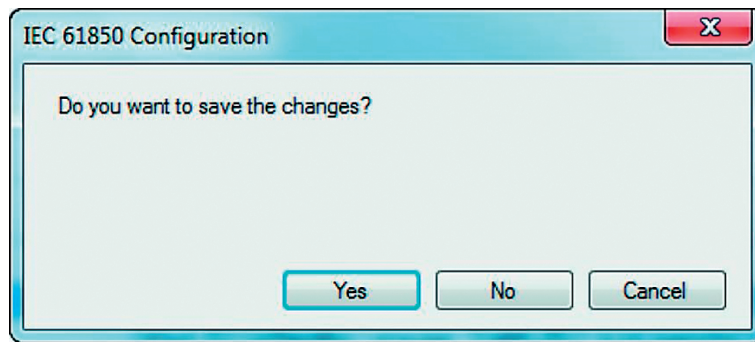 IEC 61850 Configuration
Do you want to save the changes?
Yes No Cancel